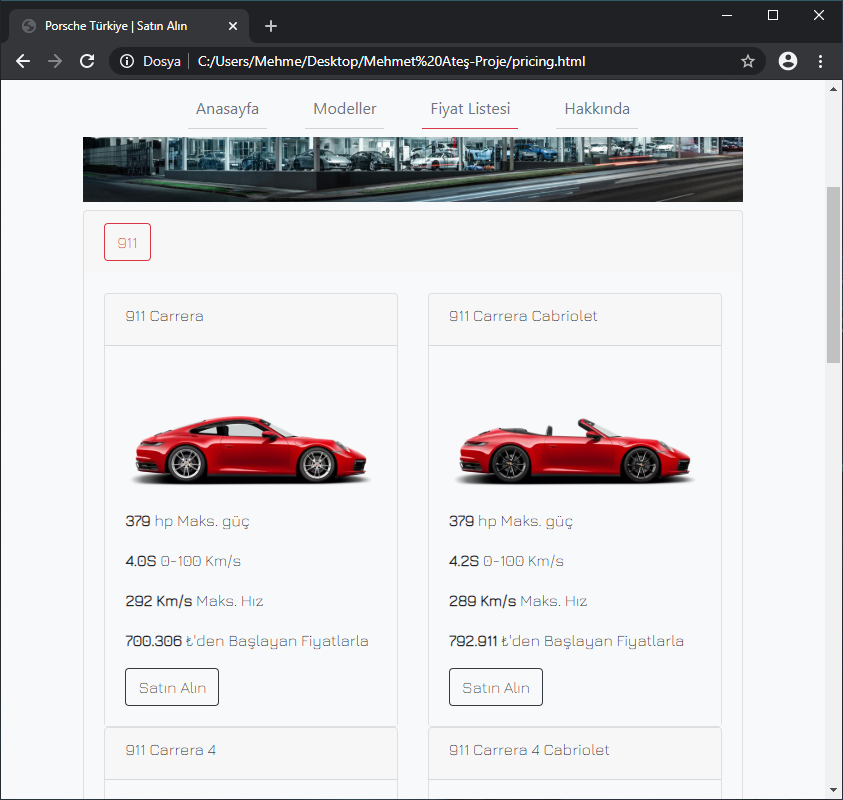 Porsche Türkiye | Satın Alın
Dosya C:/Users/Mehme/Desktop/Mehmet%20Ateş-Proje/pricing.html
Anasayfa Modeller Fiyat Listesi Hakkında
911
911 Carrera
379 hp Maks. güç
4.0S 0-100 Km/s
292 Km/s Maks. Hız
700.306 ₺'den Başlayan Fiyatlarla
Satın Alın
911 Carrera Cabriolet
379 hp Maks. güç
4.2S 0-100 Km/s
289 Km/s Maks. Hız
792.911 ₺'den Başlayan Fiyatlarla
Satın Alın
911 Carrera 4
911 Carrera 4 Cabriolet